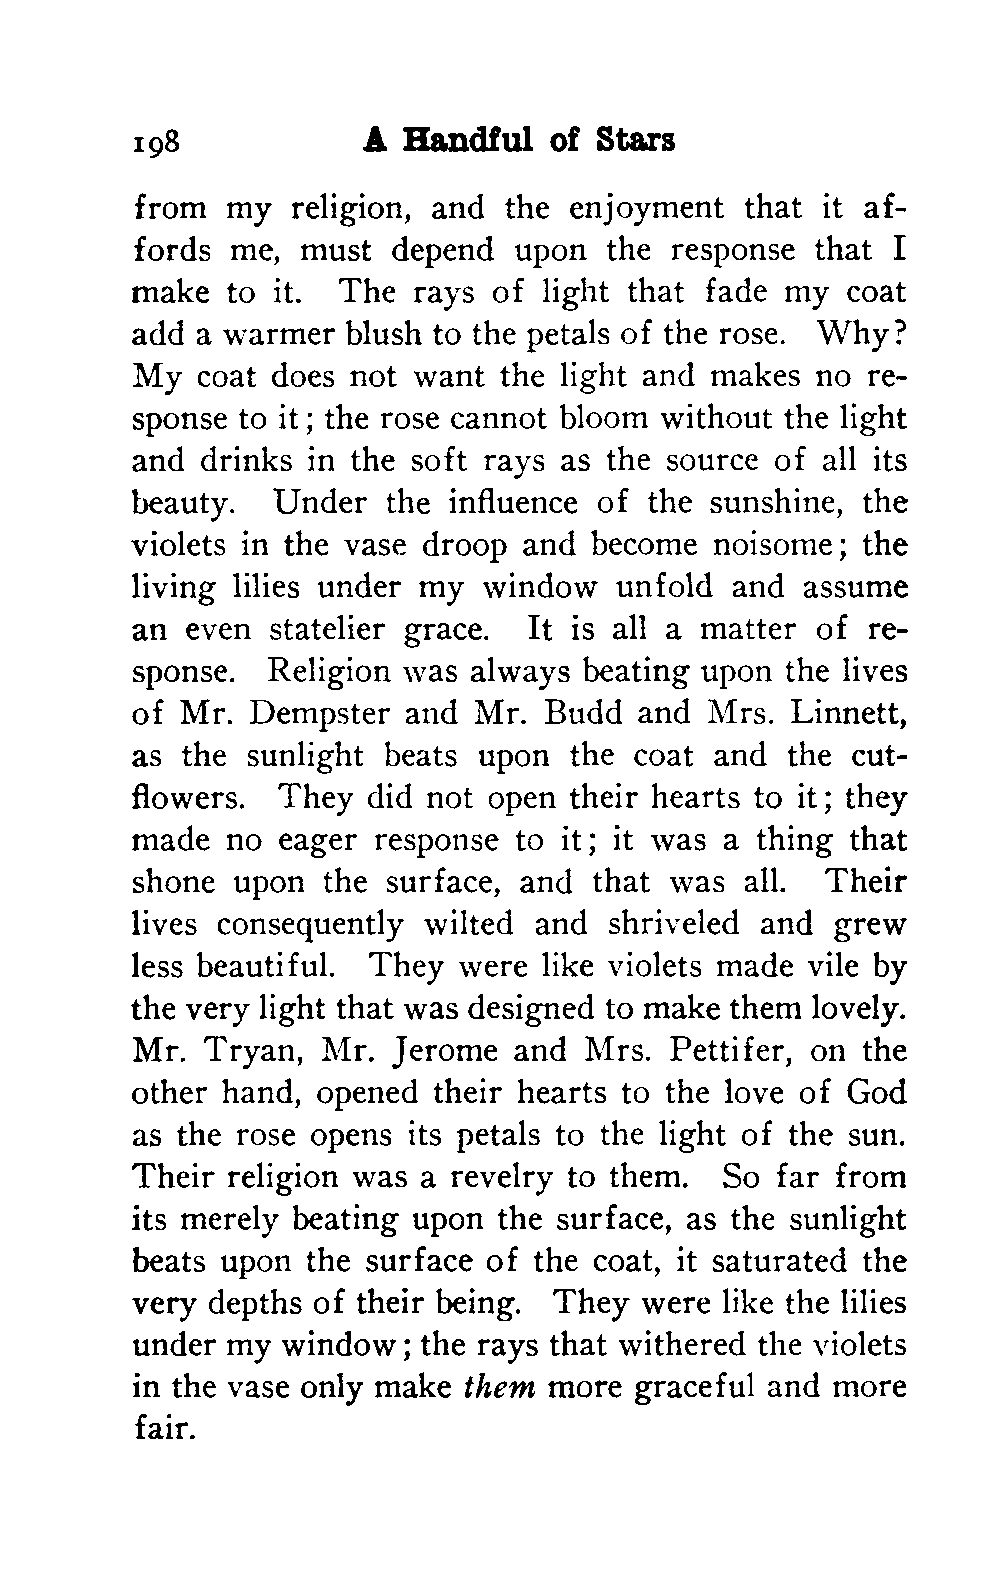 198 A Handful of Stars
from my religion, and the enjoyment that it af-
fords me, must depend upon the response that I
make to it. The rays of light that fade my coat
add a warmer blush to the petals of the rose. Why?
My coat does not want the light and makes no re-
sponse to it; the rose cannot bloom without the light
and drinks in the soft rays as the source of all its
beauty. Under the influence of the sunshine, the
violets in the vase droop and become noisome; the
living lilies under my window unfold and assume
an even statelier grace. It is all a matter of re-
sponse. Religion was always beating upon the lives
of Mr. Dempster and Mr. Budd and Mrs. Linnett,
as the sunlight beats upon the coat and the cut-
flowers. They did not open their hearts to it; they
made no eager response to it; it was a thing that
shone upon the surface, and that was all. Their
lives consequently wilted and shriveled and grew
less beautiful. They were like violets made vile by
the very light that was designed to make them lovely.
Mr. Tryan, Mr. Jerome and Mrs. Pettifer, on the
other hand, opened their hearts to the love of God
as the rose opens its petals to the light of the sun.
Their religion was a revelry to them. So far from
its merely beating upon the surface, as the sunlight
beats upon the surface of the coat, it saturated the
very depths of their being. They were like the lilies
under my window; the rays that withered the violets
in the vase only make them more graceful and more
fair.